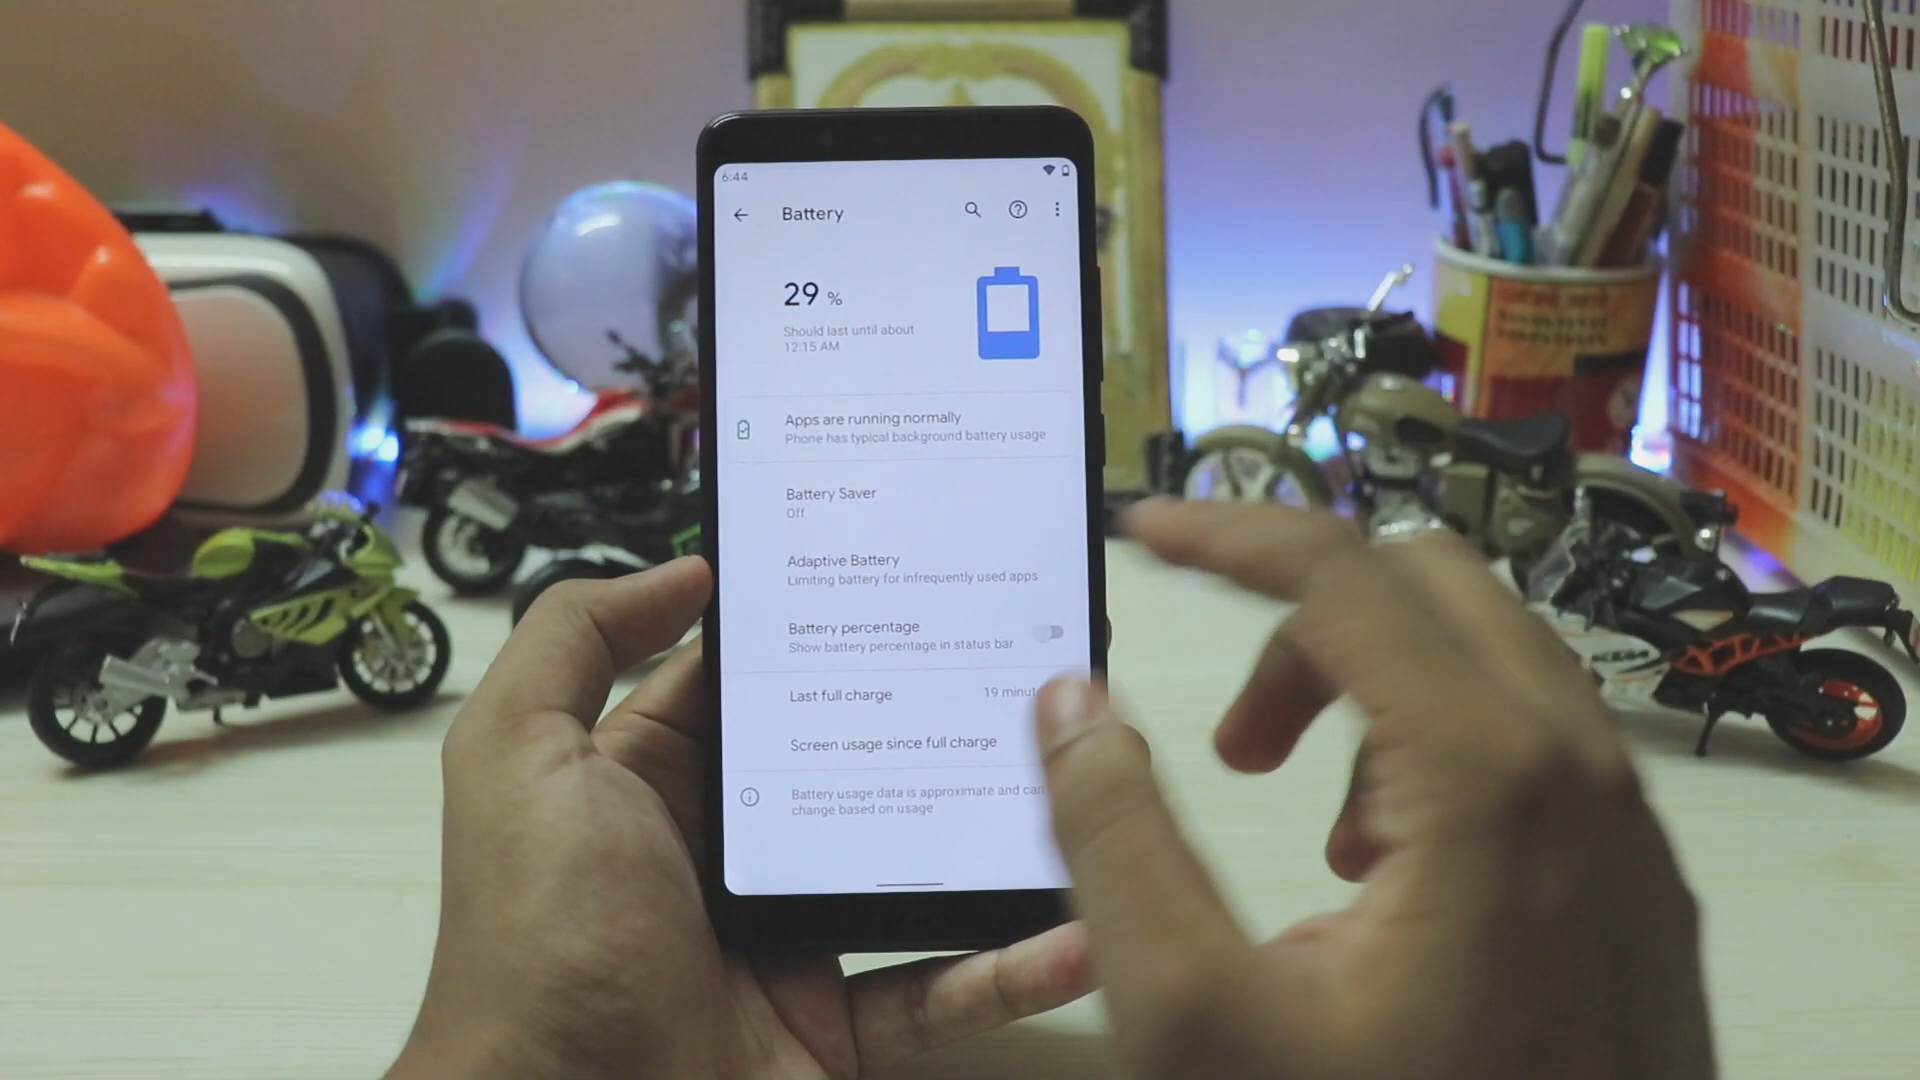 6:44
Battery
29 %
Should last until about
12:15 AM
Apps are running normally
Phone has typical background battery usage
Battery Saver
Off
Adaptive Battery
Limiting battery for infrequently used apps
Battery percentage
Show battery percentage in status bar
Last full charge
19
Screen usage since full charge
Battery usage data is approximate and can
change based on usage
KTM